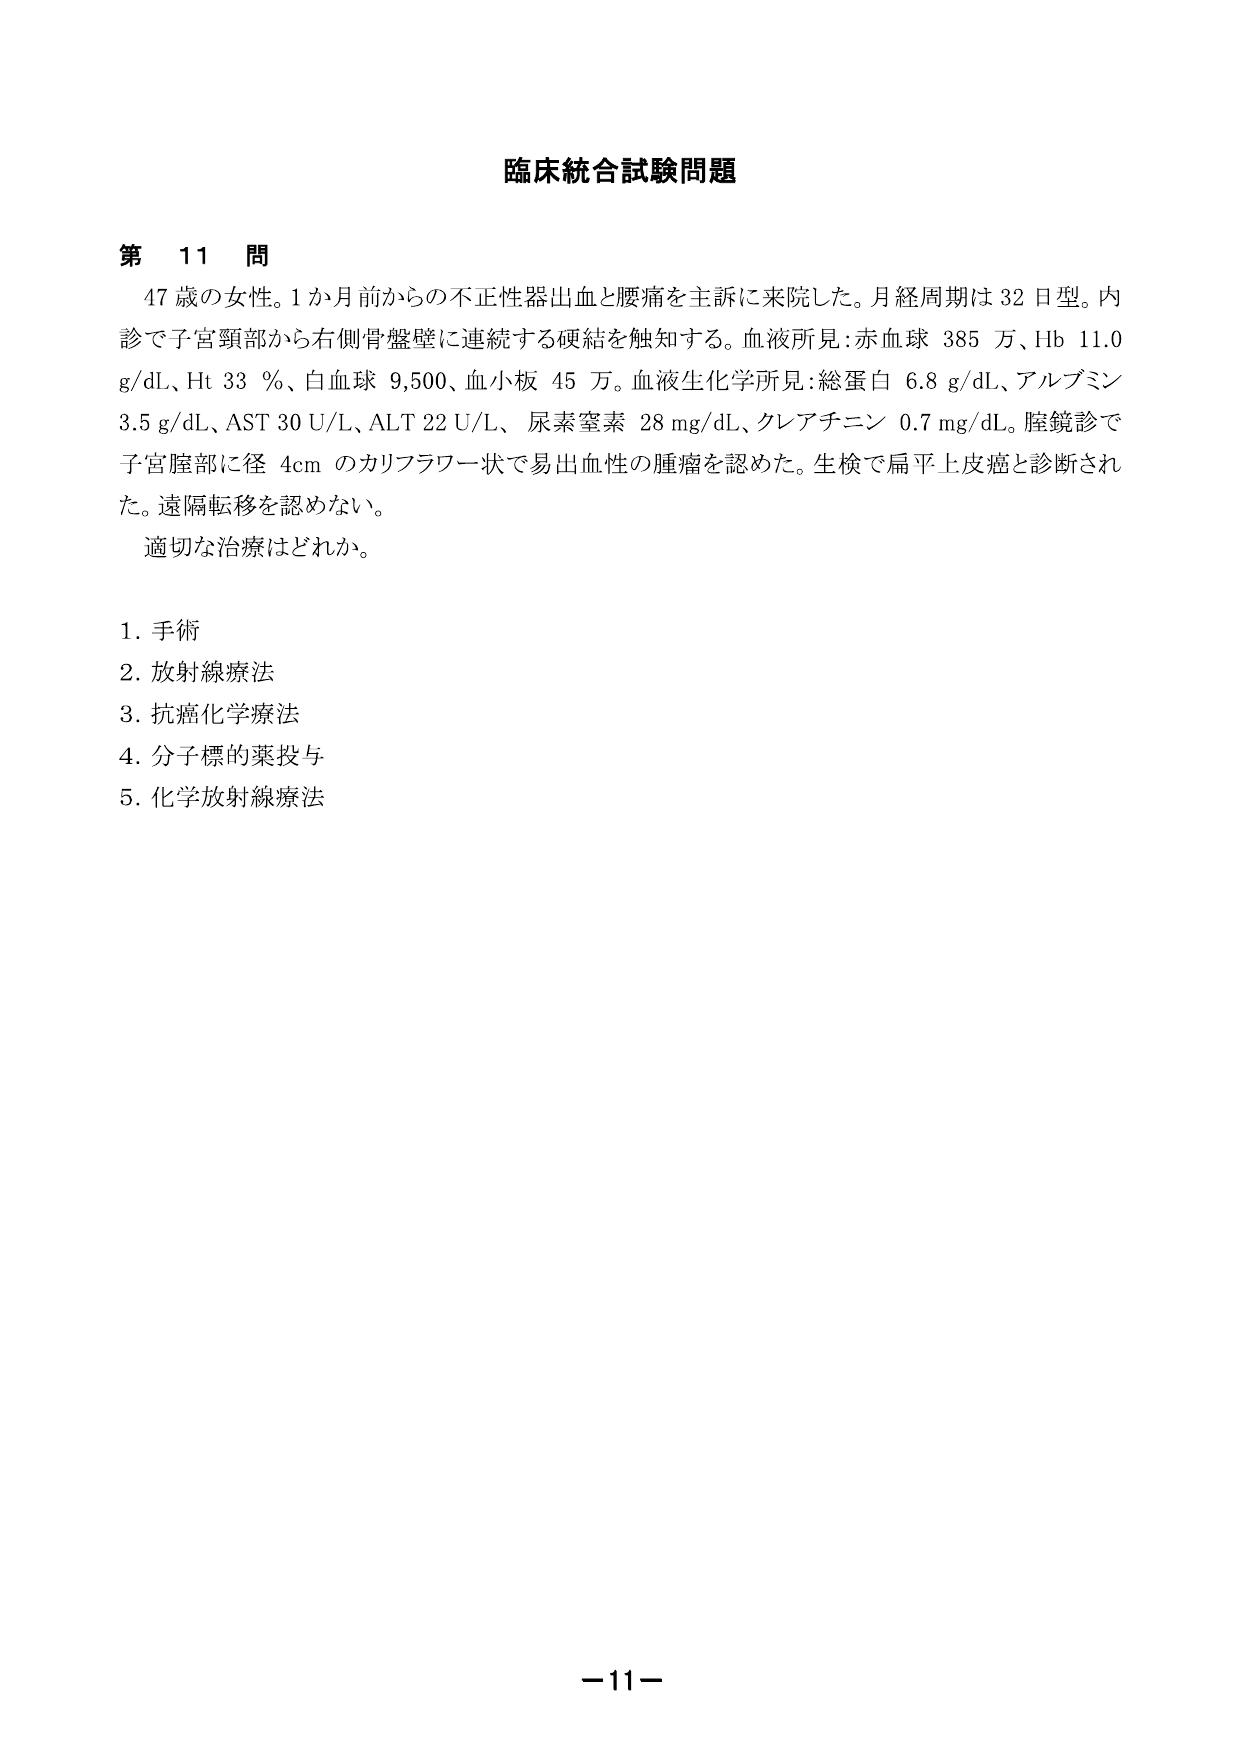 臨床統合試験問題
第 11 問
47 歳の女性。1 か月前からの不正性器出血と腰痛を主訴に来院した。月経周期は 32 日型。内
診で子宮頸部から右側骨盤壁に連続する硬結を触知する。血液所見:赤血球 385 万、Hb 11.0
g/dL、Ht 33 %、白血球 9,500、血小板 45 万。血液生化学所見:総蛋白 6.8 g/dL、アルブミン
3.5 g/dL、AST 30 U/L、ALT 22 U/L、 尿素窒素 28 mg/dL、クレアチニン 0.7 mg/dL。腟鏡診で
子宮腟部に径 4cm のカリフラワー状で易出血性の腫瘤を認めた。生検で扁平上皮癌と診断され
た。遠隔転移を認めない。
適切な治療はどれか。
1. 手術
2. 放射線療法
3. 抗癌化学療法
4. 分子標的薬投与
5. 化学放射線療法
－11－